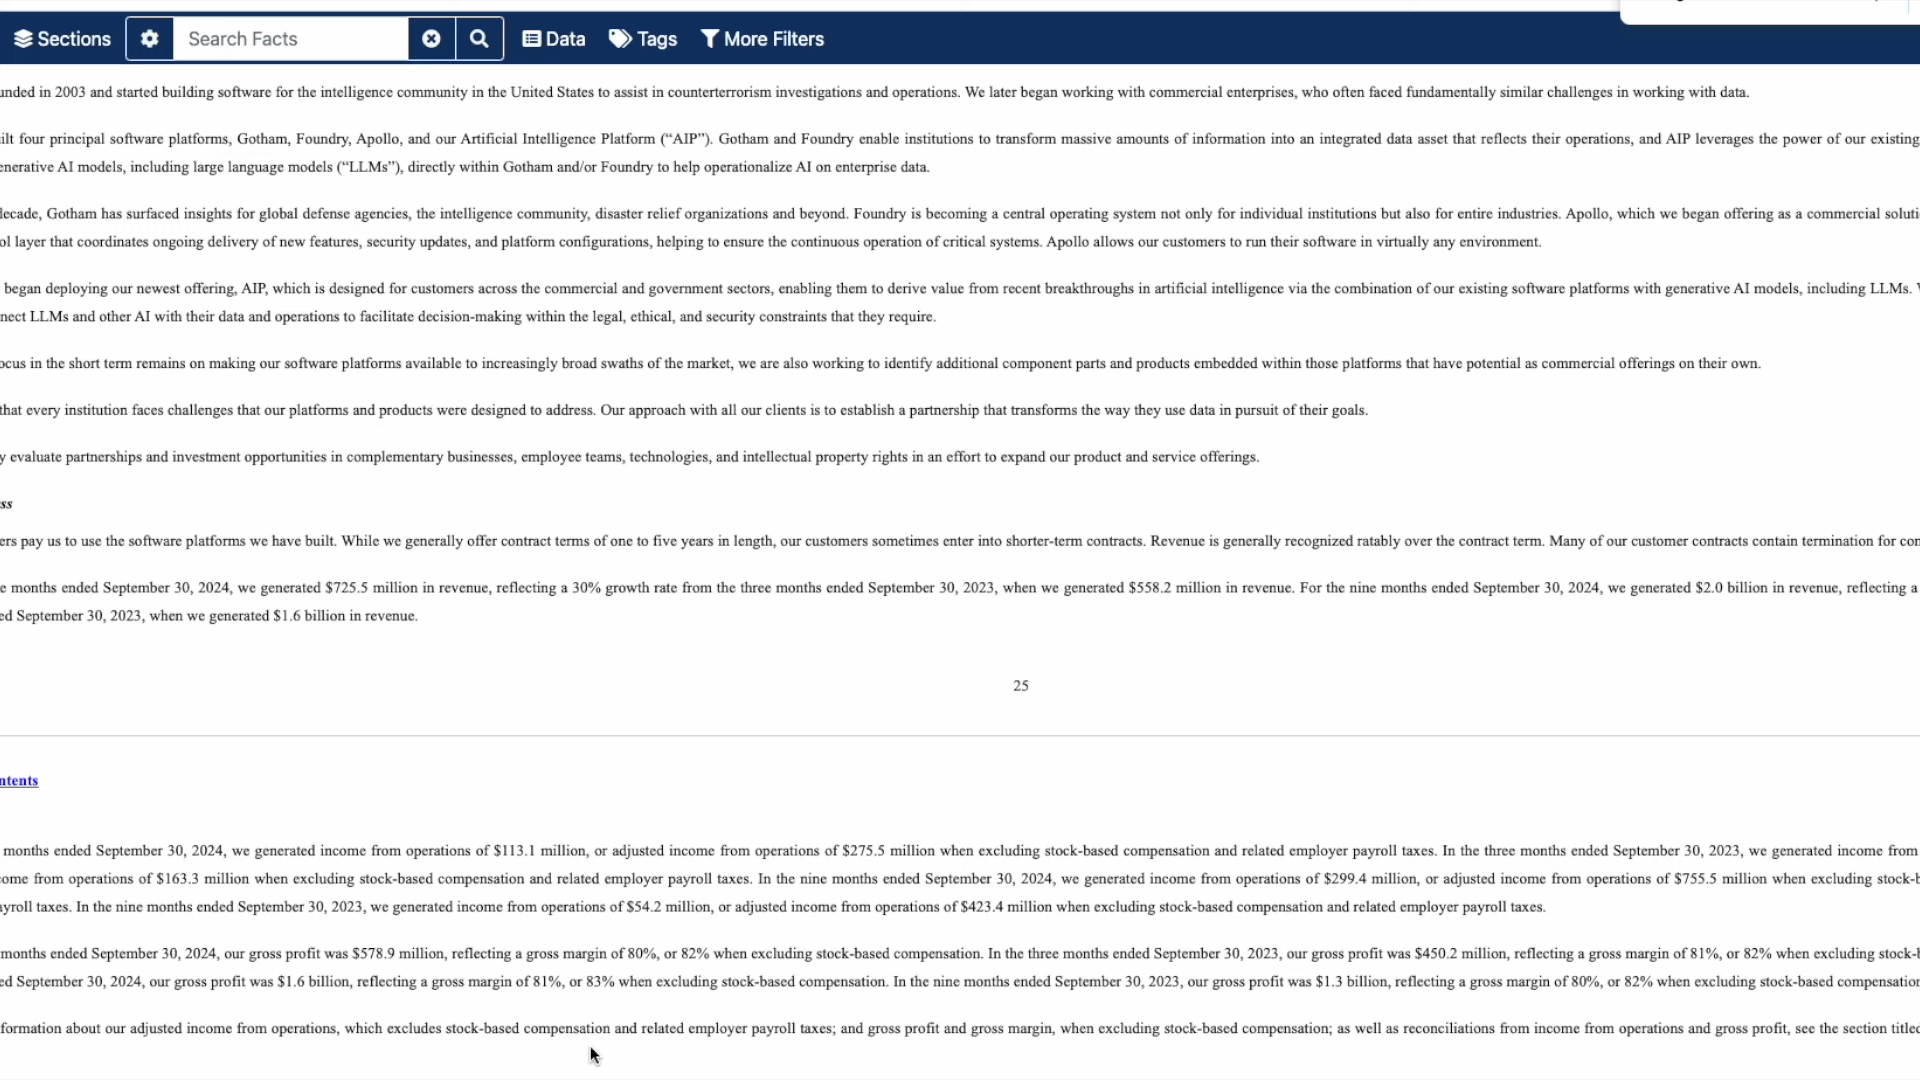 Sections Search Facts Data Tags More Filters
unded in 2003 and started building software for the intelligence community in the United States to assist in counterterrorism investigations and operations. We later began working with commercial enterprises, who often faced fundamentally similar challenges in working with data.
ilt four principal software platforms, Gotham, Foundry, Apollo, and our Artificial Intelligence Platform (“AIP”). Gotham and Foundry enable institutions to transform massive amounts of information into an integrated data asset that reflects their operations, and AIP leverages the power of our existing
enerative AI models, including large language models (“LLMs”), directly within Gotham and/or Foundry to help operationalize AI on enterprise data.
decade, Gotham has surfaced insights for global defense agencies, the intelligence community, disaster relief organizations and beyond. Foundry is becoming a central operating system not only for individual institutions but also for entire industries. Apollo, which we began offering as a commercial soluti
ol layer that coordinates ongoing delivery of new features, security updates, and platform configurations, helping to ensure the continuous operation of critical systems. Apollo allows our customers to run their software in virtually any environment.
began deploying our newest offering, AIP, which is designed for customers across the commercial and government sectors, enabling them to derive value from recent breakthroughs in artificial intelligence via the combination of our existing software platforms with generative AI models, including LLMs.
nect LLMs and other AI with their data and operations to facilitate decision-making within the legal, ethical, and security constraints that they require.
ocus in the short term remains on making our software platforms available to increasingly broad swaths of the market, we are also working to identify additional component parts and products embedded within those platforms that have potential as commercial offerings on their own.
that every institution faces challenges that our platforms and products were designed to address. Our approach with all our clients is to establish a partnership that transforms the way they use data in pursuit of their goals.
y evaluate partnerships and investment opportunities in complementary businesses, employee teams, technologies, and intellectual property rights in an effort to expand our product and service offerings.
ss
ers pay us to use the software platforms we have built. While we generally offer contract terms of one to five years in length, our customers sometimes enter into shorter-term contracts. Revenue is generally recognized ratably over the contract term. Many of our customer contracts contain termination for con
e months ended September 30, 2024, we generated $725.5 million in revenue, reflecting a 30% growth rate from the three months ended September 30, 2023, when we generated $558.2 million in revenue. For the nine months ended September 30, 2024, we generated $2.0 billion in revenue, reflecting a
ed September 30, 2023, when we generated $1.6 billion in revenue.
25
ntents
months ended September 30, 2024, we generated income from operations of $113.1 million, or adjusted income from operations of $275.5 million when excluding stock-based compensation and related employer payroll taxes. In the three months ended September 30, 2023, we generated income from
ome from operations of $163.3 million when excluding stock-based compensation and related employer payroll taxes. In the nine months ended September 30, 2024, we generated income from operations of $299.4 million, or adjusted income from operations of $755.5 million when excluding stock-b
ayroll taxes. In the nine months ended September 30, 2023, we generated income from operations of $54.2 million, or adjusted income from operations of $423.4 million when excluding stock-based compensation and related employer payroll taxes.
months ended September 30, 2024, our gross profit was $578.9 million, reflecting a gross margin of 80%, or 82% when excluding stock-based compensation. In the three months ended September 30, 2023, our gross profit was $450.2 million, reflecting a gross margin of 81%, or 82% when excluding stock-b
ed September 30, 2024, our gross profit was $1.6 billion, reflecting a gross margin of 81%, or 83% when excluding stock-based compensation. In the nine months ended September 30, 2023, our gross profit was $1.3 billion, reflecting a gross margin of 80%, or 82% when excluding stock-based compensation
formation about our adjusted income from operations, which excludes stock-based compensation and related employer payroll taxes; and gross profit and gross margin, when excluding stock-based compensation; as well as reconciliations from income from operations and gross profit, see the section titled